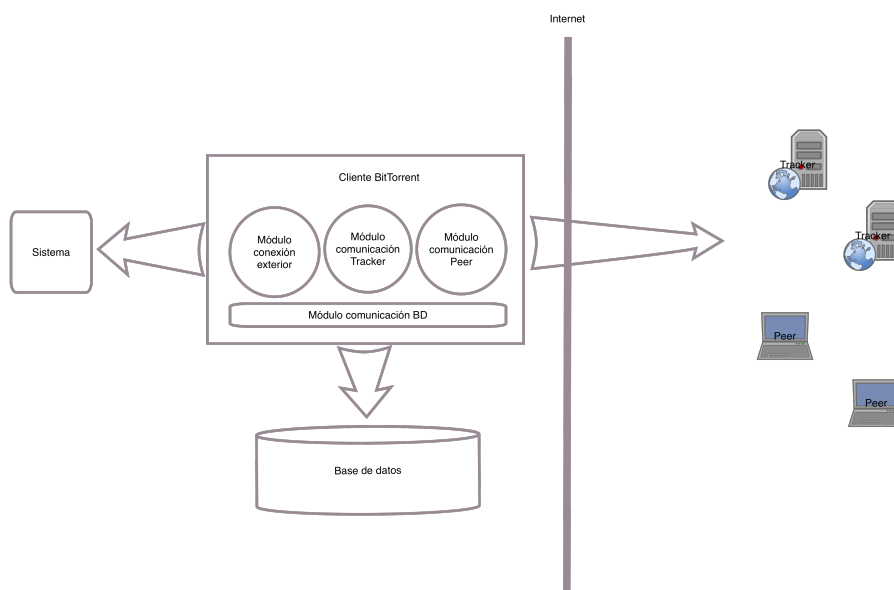 Internet
Tracker
Cliente BitTorrent
Tracker
Sistema
Módulo
conexión
exterior
Módulo
comunicación
Tracker
Módulo
comunicación
Peer
Módulo comunicación BD
Peer
Peer
Base de datos